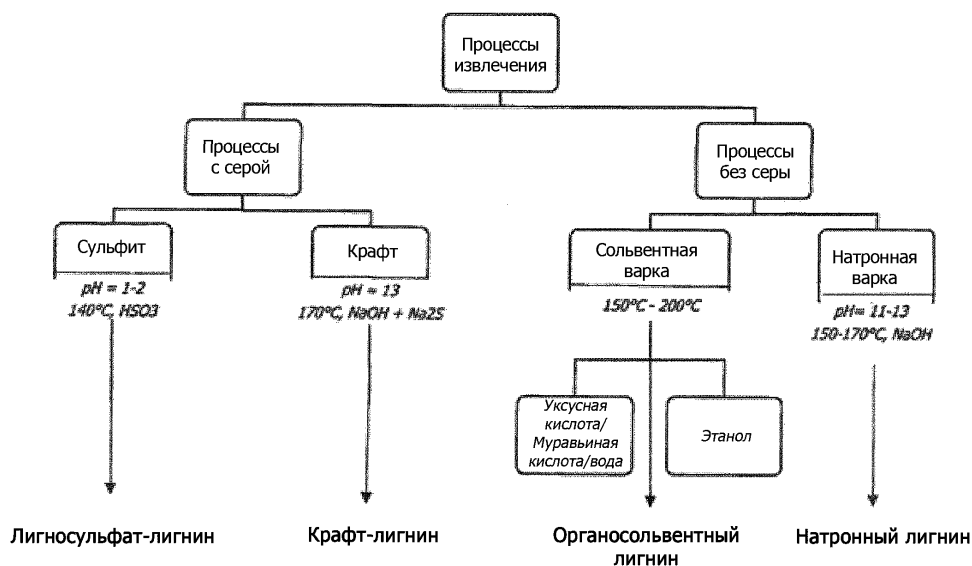 Процессы
извлечения
Процессы
с серой
Процессы
без серы
Сульфит
pH = 1-2
140°C, HSO3
Крафт
pH = 13
170°C, NaOH + Na2S
Сольвентная
варка
150°C - 200°C
Натронная
варка
pH= 11-13
150-170°C, NaOH
Уксусная
кислота/
Муравьиная
кислота/вода
Этанол
Лигносульфат-лигнин
Крафт-лигнин
Органосольвентный
лигнин
Натронный лигнин